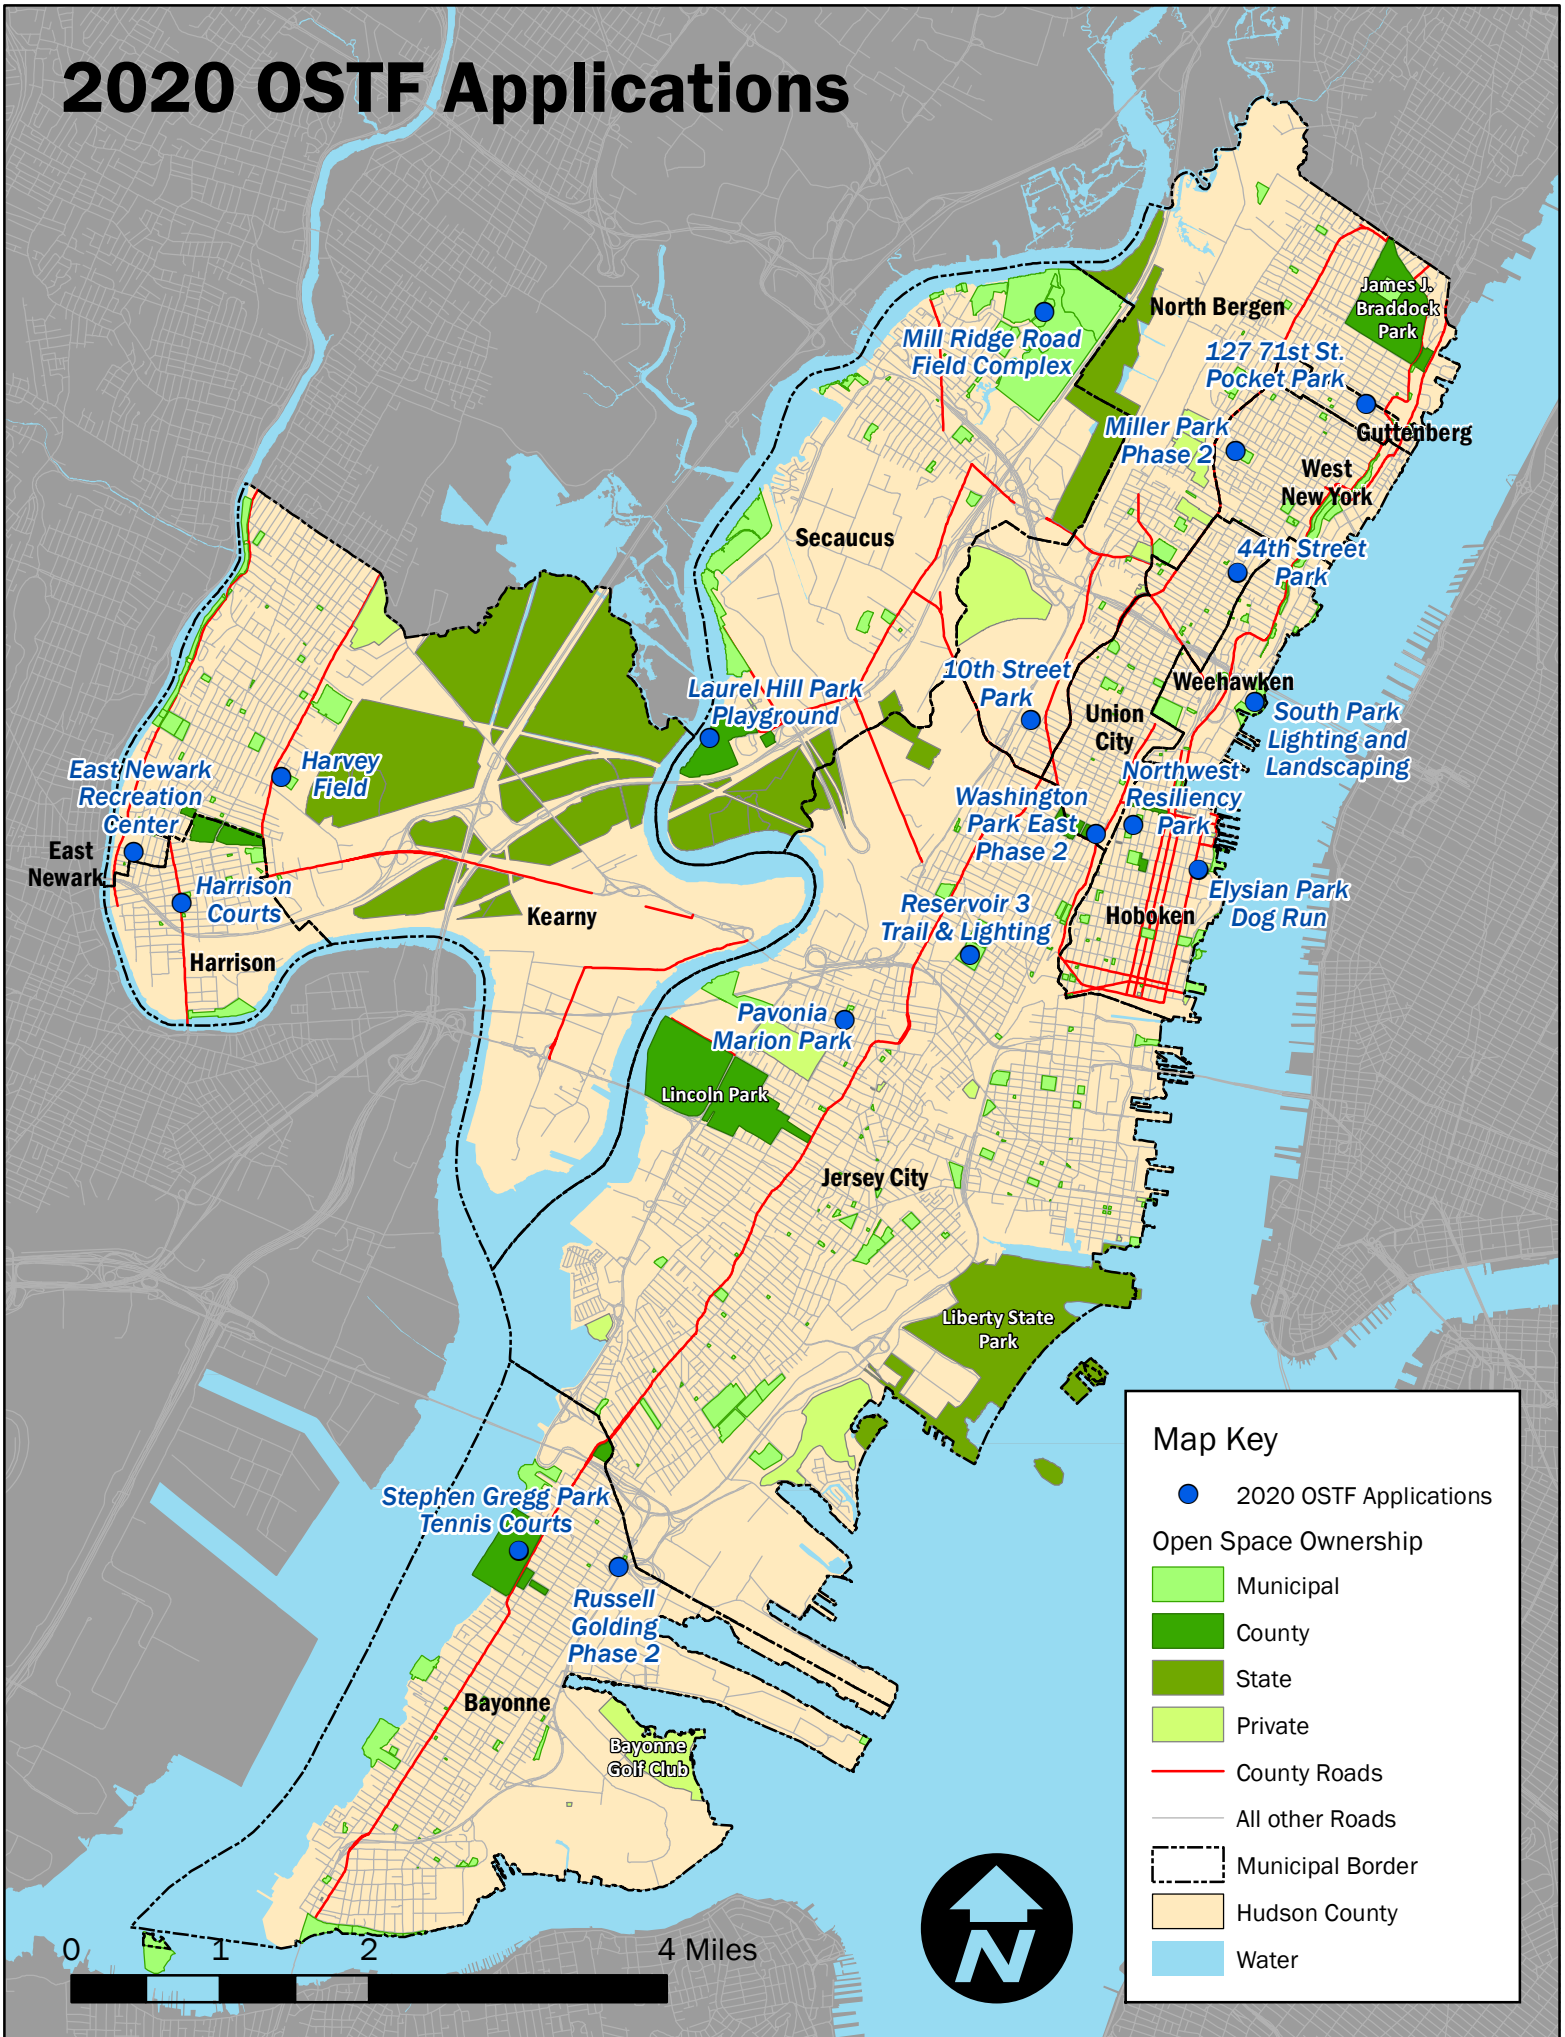 2020 OSTF Applications
James J.
Braddock
Park
North Bergen
Mill Ridge Road
Field Complex
127 71st St.
Pocket Park
Miller Park
Phase 2
Guttenberg
West
New York
Secaucus
44th Street
Park
10th Street
Park
Laurel Hill Park
Playground
Weehawken
Union
City
South Park
Lighting and
Landscaping
Harvey
Field
East Newark
Recreation
Center
Northwest
Resiliency
Park
Washington
Park East
Phase 2
East
Newark
Harrison
Courts
Kearny
Reservoir 3
Trail & Lighting
Hoboken
Elysian Park
Dog Run
Harrison
Pavonia
Marion Park
Lincoln Park
Jersey City
Liberty State
Park
Stephen Gregg Park
Tennis Courts
Russell
Golding
Phase 2
Bayonne
Bayonne
Golf Club
Map Key
2020 OSTF Applications
Open Space Ownership
Municipal
County
State
Private
County Roads
All other Roads
Municipal Border
Hudson County
Water
0 1 2 4 Miles
N